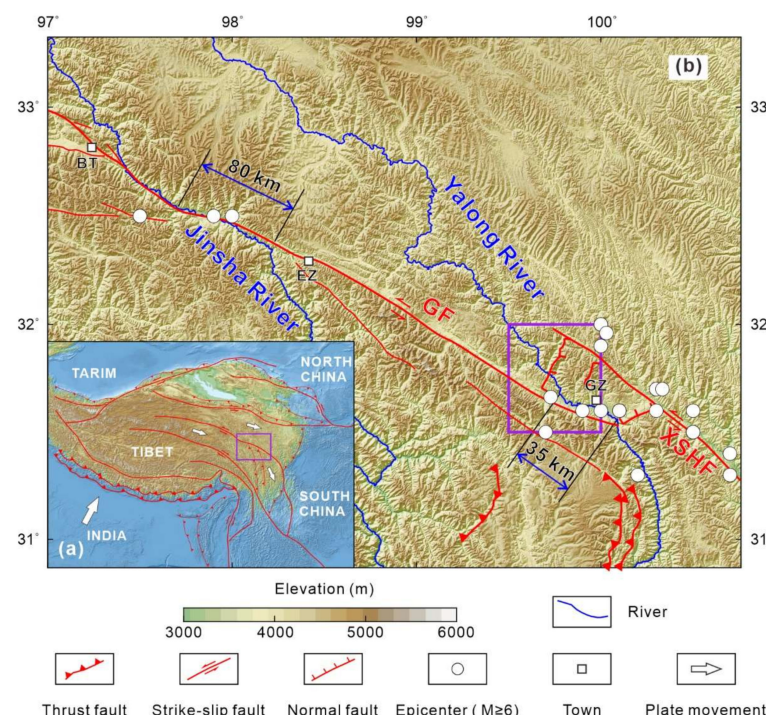 97°
98°
99°
100°
(b)
33°
33°
BT
80 km
Yalong River
Jinsha River
EZ
GF
32°
32°
GZ
XSHF
35 km
TARIM
NORTH
CHINA
TIBET
SOUTH
CHINA
INDIA
(a)
31°
31°
Elevation (m)
3000 4000 5000 6000
River
Thrust fault Strike-slip fault Normal fault Epicenter ( M≥6) Town Plate movement